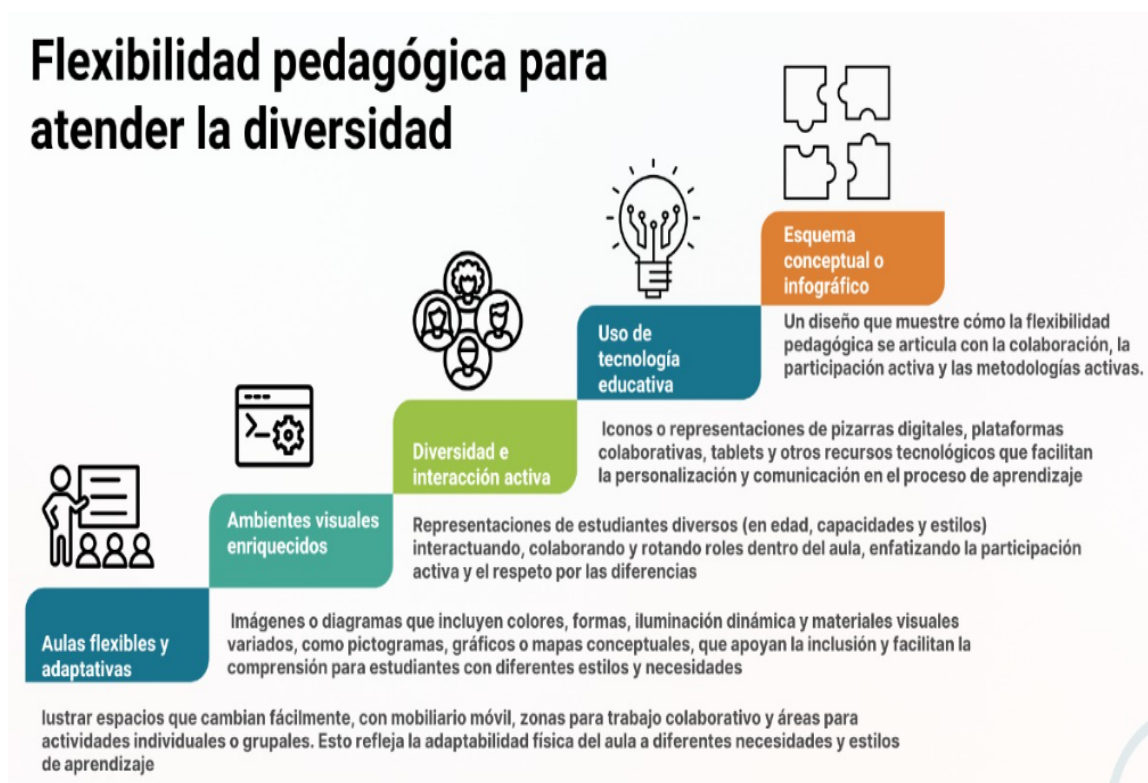 Flexibilidad pedagógica para
atender la diversidad
Esquema
conceptual o
infográfico
Un diseño que muestre cómo la flexibilidad
pedagógica se articula con la colaboración, la
participación activa y las metodologías activas.
Uso de
tecnología
educativa
Iconos o representaciones de pizarras digitales, plataformas
colaborativas, tablets y otros recursos tecnológicos que facilitan
la personalización y comunicación en el proceso de aprendizaje
Diversidad e
interacción activa
Representaciones de estudiantes diversos (en edad, capacidades y estilos)
interactuando, colaborando y rotando roles dentro del aula, enfatizando la participación
activa y el respeto por las diferencias
Ambientes visuales
enriquecidos
Imágenes o diagramas que incluyen colores, formas, iluminación dinámica y materiales visuales
variados, como pictogramas, gráficos o mapas conceptuales, que apoyan la inclusión y facilitan la
comprensión para estudiantes con diferentes estilos y necesidades
Aulas flexibles y
adaptativas
lustrar espacios que cambian fácilmente, con mobiliario móvil, zonas para trabajo colaborativo y áreas para
actividades individuales o grupales. Esto refleja la adaptabilidad física del aula a diferentes necesidades y estilos
de aprendizaje